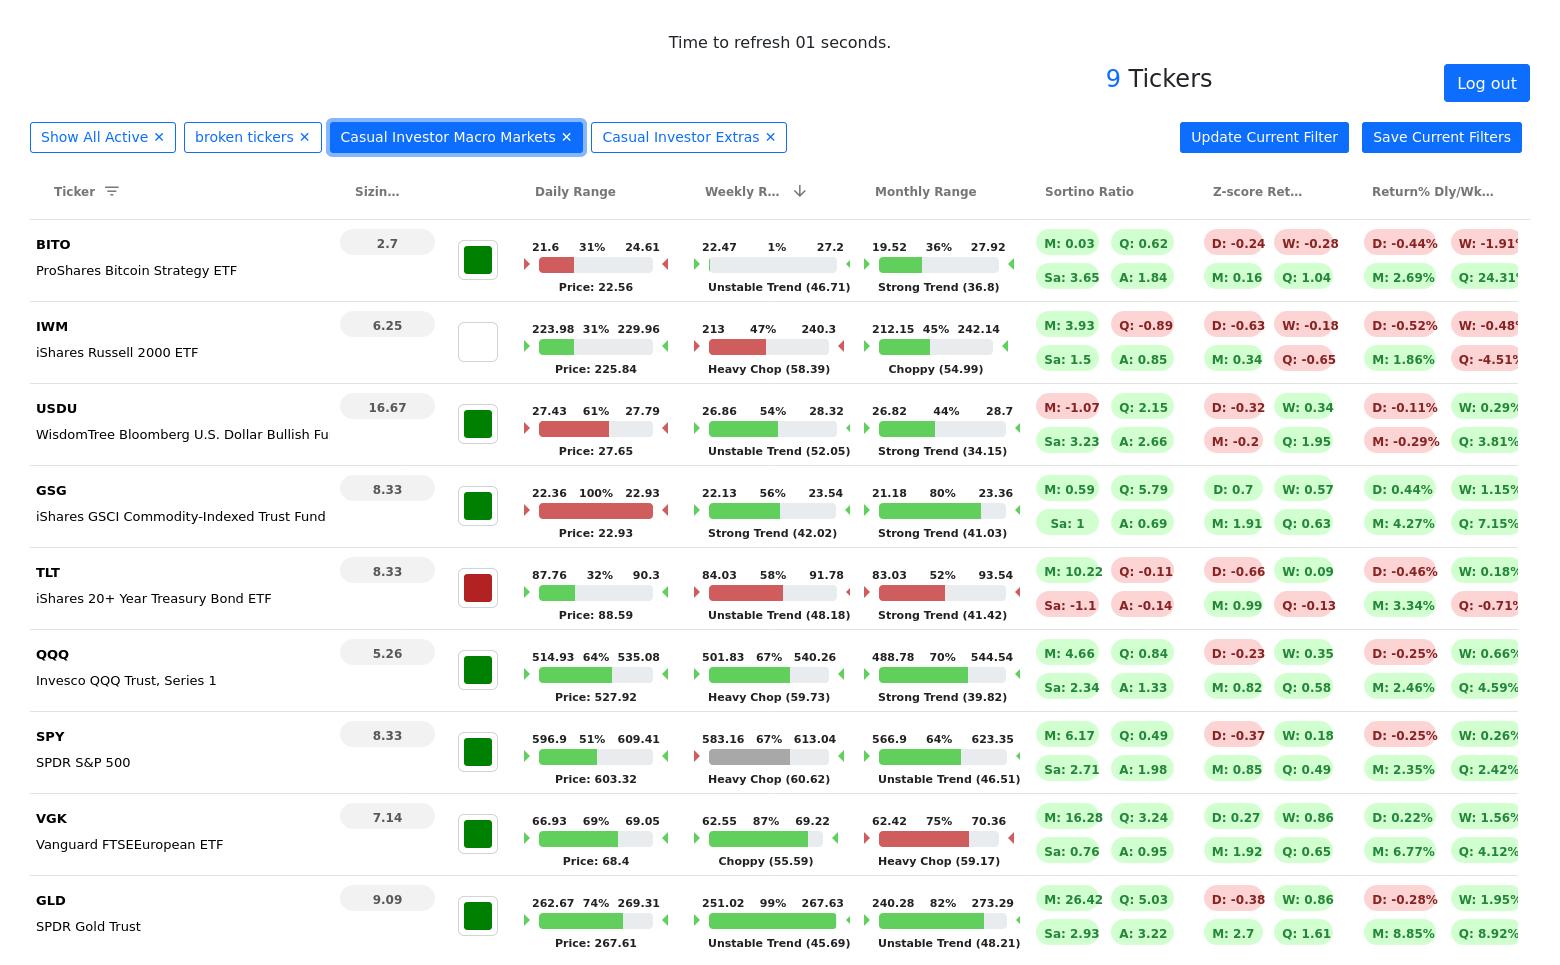 Time to refresh 01 seconds.
9 Tickers
Log out
Show All Active ✕ broken tickers ✕ Casual Investor Macro Markets ✕ Casual Investor Extras ✕ Update Current Filter Save Current Filters
Ticker Sizin... Daily Range Weekly R... Monthly Range Sortino Ratio Z-score Ret... Return% Dly/Wk...
BITO 2.7 21.6 31% 24.61 22.47 1% 27.2 19.52 36% 27.92 M: 0.03 Q: 0.62 D: -0.24 W: -0.28 D: -0.44% W: -1.91%
ProShares Bitcoin Strategy ETF Price: 22.56 Unstable Trend (46.71) Strong Trend (36.8) Sa: 3.65 A: 1.84 M: 0.16 Q: 1.04 M: 2.69% Q: 24.31%
IWM 6.25 223.98 31% 229.96 213 47% 240.3 212.15 45% 242.14 M: 3.93 Q: -0.89 D: -0.63 W: -0.18 D: -0.52% W: -0.48%
iShares Russell 2000 ETF Price: 225.84 Heavy Chop (58.39) Choppy (54.99) Sa: 1.5 A: 0.85 M: 0.34 Q: -0.65 M: 1.86% Q: -4.51%
USDU 16.67 27.43 61% 27.79 26.86 54% 28.32 26.82 44% 28.7 M: -1.07 Q: 2.15 D: -0.32 W: 0.34 D: -0.11% W: 0.29%
WisdomTree Bloomberg U.S. Dollar Bullish Fu Price: 27.65 Unstable Trend (52.05) Strong Trend (34.15) Sa: 3.23 A: 2.66 M: -0.2 Q: 1.95 M: -0.29% Q: 3.81%
GSG 8.33 22.36 100% 22.93 22.13 56% 23.54 21.18 80% 23.36 M: 0.59 Q: 5.79 D: 0.7 W: 0.57 D: 0.44% W: 1.15%
iShares GSCI Commodity-Indexed Trust Fund Price: 22.93 Strong Trend (42.02) Strong Trend (41.03) Sa: 1 A: 0.69 M: 1.91 Q: 0.63 M: 4.27% Q: 7.15%
TLT 8.33 87.76 32% 90.3 84.03 58% 91.78 83.03 52% 93.54 M: 10.22 Q: -0.11 D: -0.66 W: 0.09 D: -0.46% W: 0.18%
iShares 20+ Year Treasury Bond ETF Price: 88.59 Unstable Trend (48.18) Strong Trend (41.42) Sa: -1.1 A: -0.14 M: 0.99 Q: -0.13 M: 3.34% Q: -0.71%
QQQ 5.26 514.93 64% 535.08 501.83 67% 540.26 488.78 70% 544.54 M: 4.66 Q: 0.84 D: -0.23 W: 0.35 D: -0.25% W: 0.66%
Invesco QQQ Trust, Series 1 Price: 527.92 Heavy Chop (59.73) Strong Trend (39.82) Sa: 2.34 A: 1.33 M: 0.82 Q: 0.58 M: 2.46% Q: 4.59%
SPY 8.33 596.9 51% 609.41 583.16 67% 613.04 566.9 64% 623.35 M: 6.17 Q: 0.49 D: -0.37 W: 0.18 D: -0.25% W: 0.26%
SPDR S&P 500 Price: 603.32 Heavy Chop (60.62) Unstable Trend (46.51) Sa: 2.71 A: 1.98 M: 0.85 Q: 0.49 M: 2.35% Q: 2.42%
VGK 7.14 66.93 69% 69.05 62.55 87% 69.22 62.42 75% 70.36 M: 16.28 Q: 3.24 D: 0.27 W: 0.86 D: 0.22% W: 1.56%
Vanguard FTSEEuropean ETF Price: 68.4 Choppy (55.59) Heavy Chop (59.17) Sa: 0.76 A: 0.95 M: 1.92 Q: 0.65 M: 6.77% Q: 4.12%
GLD 9.09 262.67 74% 269.31 251.02 99% 267.63 240.28 82% 273.29 M: 26.42 Q: 5.03 D: -0.38 W: 0.86 D: -0.28% W: 1.95%
SPDR Gold Trust Price: 267.61 Unstable Trend (45.69) Unstable Trend (48.21) Sa: 2.93 A: 3.22 M: 2.7 Q: 1.61 M: 8.85% Q: 8.92%